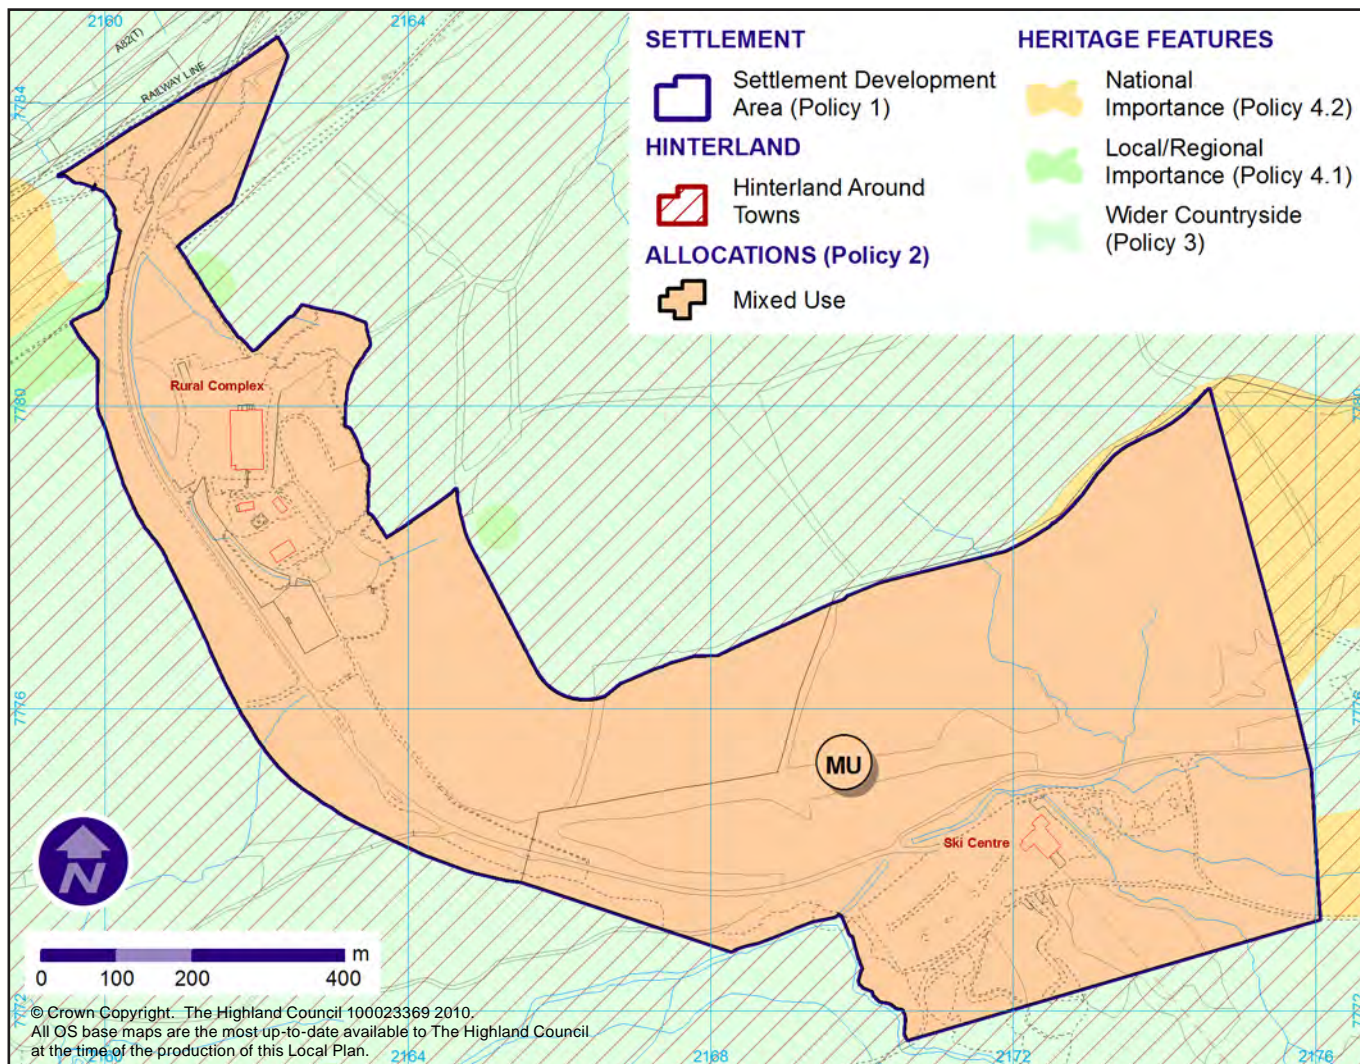 2160
2164
A82(T)
RAILWAY LINE
7784
SETTLEMENT
Settlement Development
Area (Policy 1)
HINTERLAND
Hinterland Around
Towns
ALLOCATIONS (Policy 2)
Mixed Use
HERITAGE FEATURES
National
Importance (Policy 4.2)
Local/Regional
Importance (Policy 4.1)
Wider Countryside
(Policy 3)
Rural Complex
7780
7780
7776
7776
MU
Ski Centre
N
m
0 100 200 400
7772
7772
© Crown Copyright. The Highland Council 100023369 2010.
All OS base maps are the most up-to-date available to The Highland Council
at the time of the production of this Local Plan.
2160
2164
2168
2172
2176